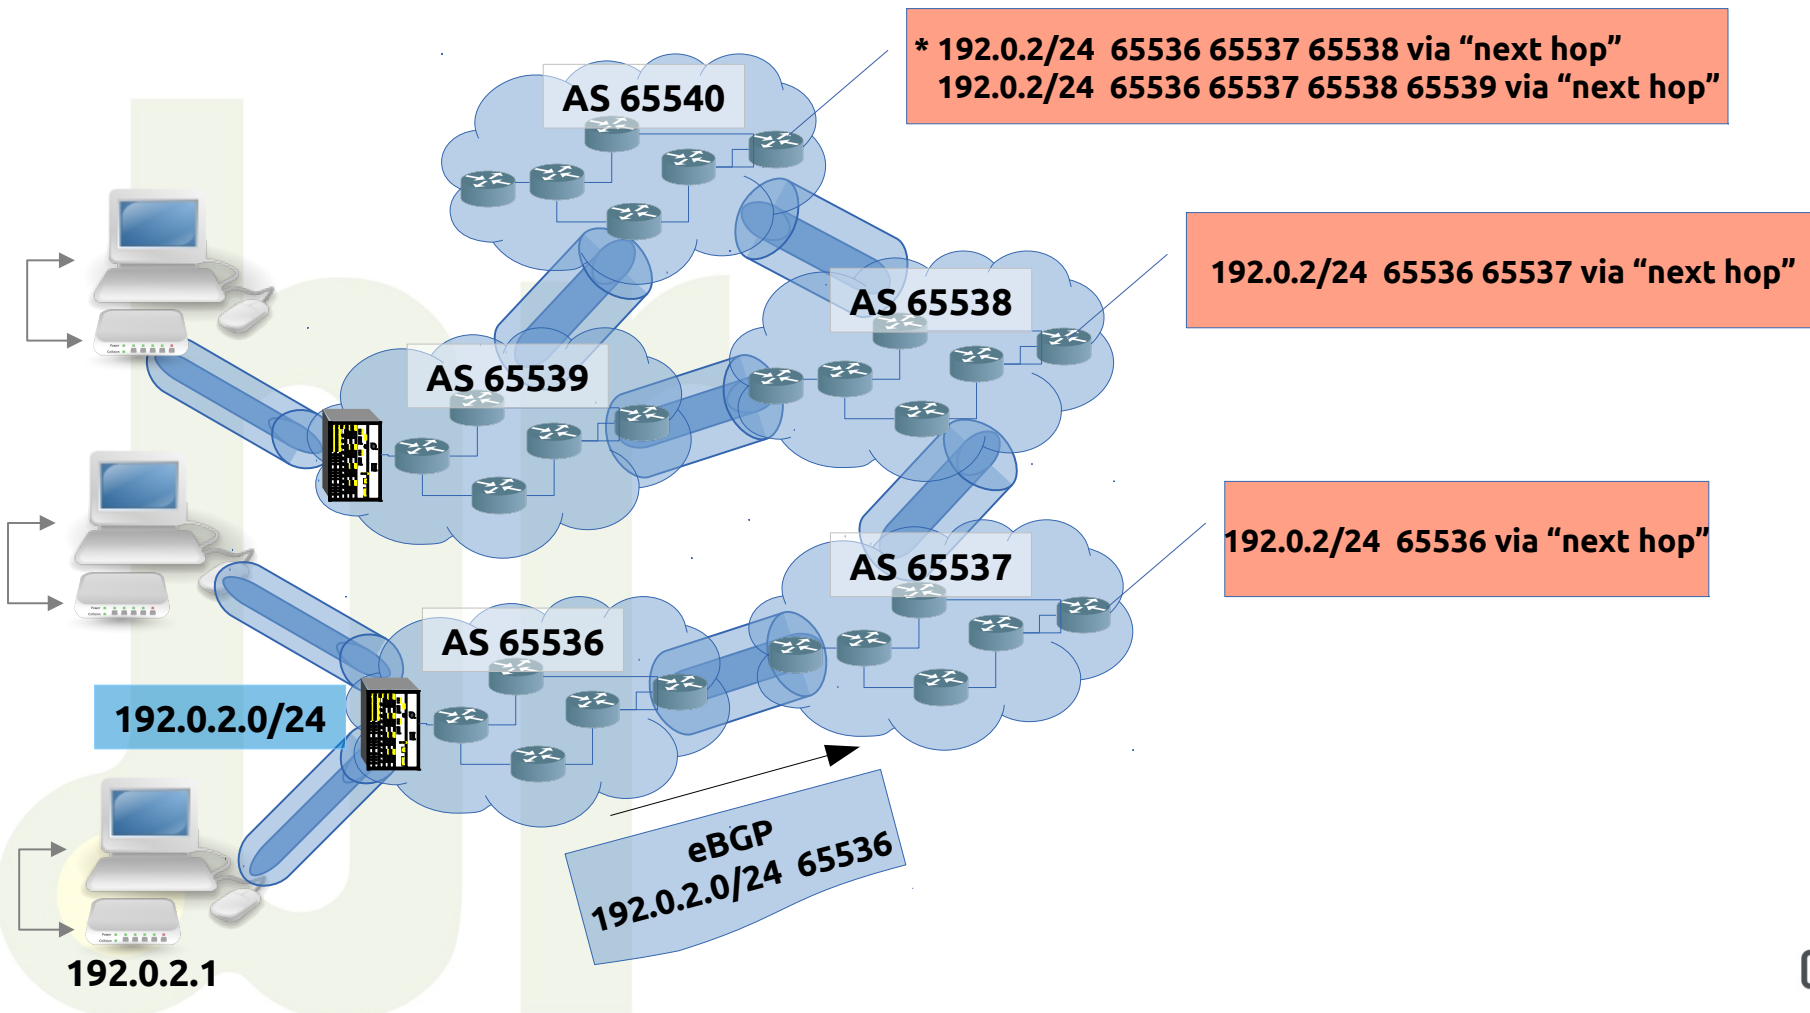 * 192.0.2/24 65536 65537 65538 via “next hop”
192.0.2/24 65536 65537 65538 65539 via “next hop”
AS 65540
192.0.2/24 65536 65537 via “next hop”
AS 65538
AS 65539
192.0.2/24 65536 via “next hop”
AS 65537
AS 65536
192.0.2.0/24
eBGP
192.0.2.0/24 65536
192.0.2.1